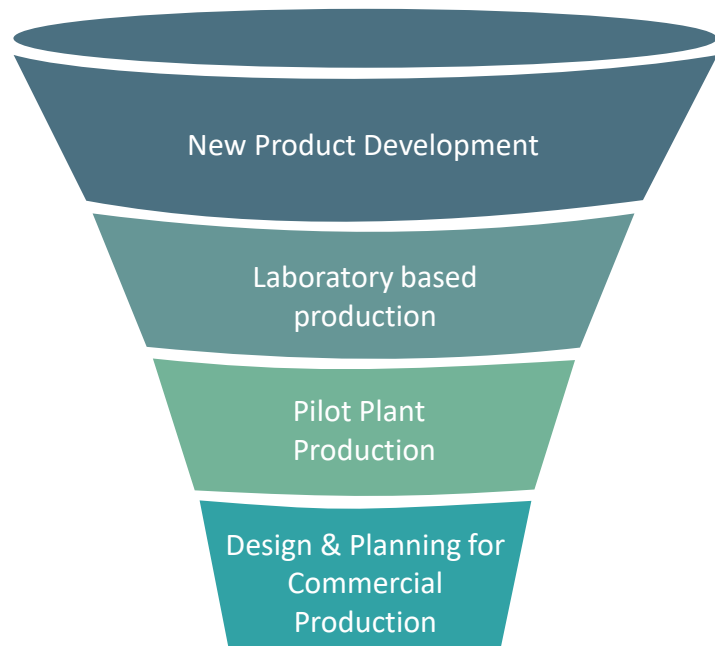 New Product Development
Laboratory based
production
Pilot Plant
Production
Design & Planning for
Commercial
Production